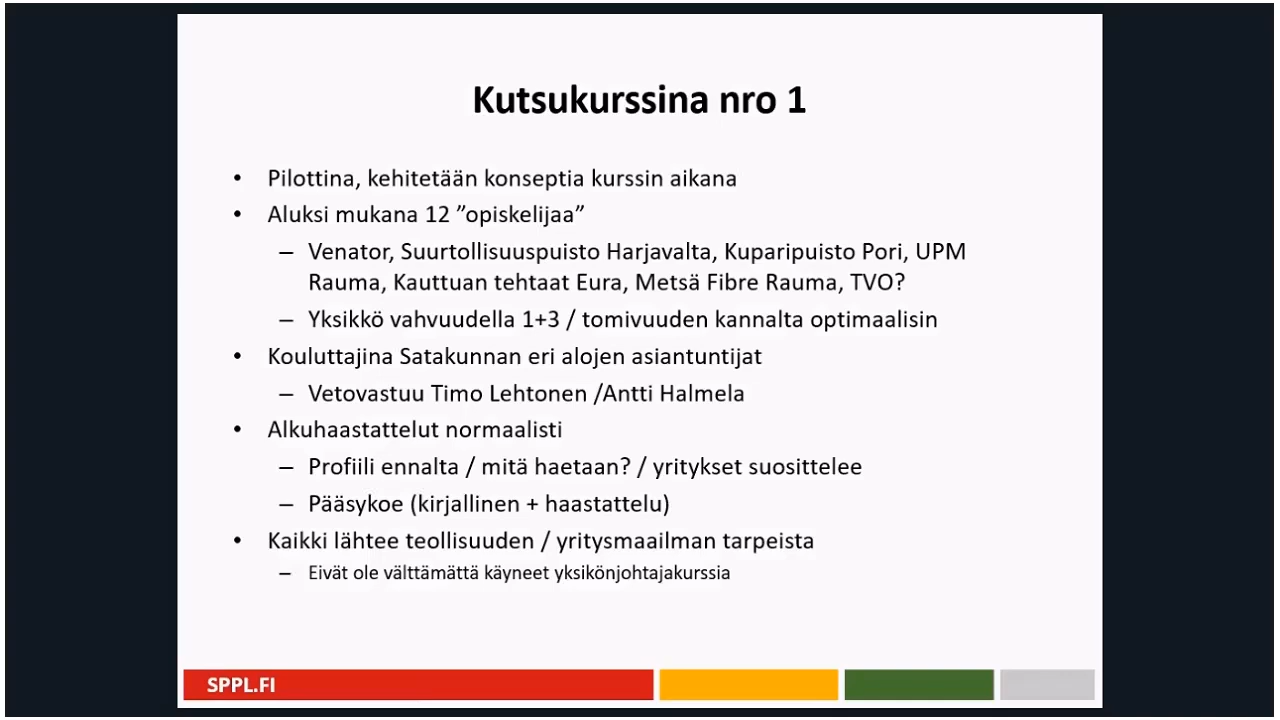 Kutsukurssina nro 1
• Pilottina, kehitetään konseptia kurssin aikana
• Aluksi mukana 12 ”opiskelijaa”
– Venator, Suurtollisuuspuisto Harjavalta, Kuparipuisto Pori, UPM
Rauma, Kauttuan tehtaat Eura, Metsä Fibre Rauma, TVO?
– Yksikkö vahvuudella 1+3 / tomivuuden kannalta optimaalisin
• Kouluttajina Satakunnan eri alojen asiantuntijat
– Vetovastuu Timo Lehtonen /Antti Halmela
• Alkuhaastattelut normaalisti
– Profiili ennalta / mitä haetaan? / yritykset suosittelee
– Pääsykoe (kirjallinen + haastattelu)
• Kaikki lähtee teollisuuden / yritysmaailman tarpeista
– Eivät ole välttämättä käyneet yksikönjohtajakurssia
SPPL.FI